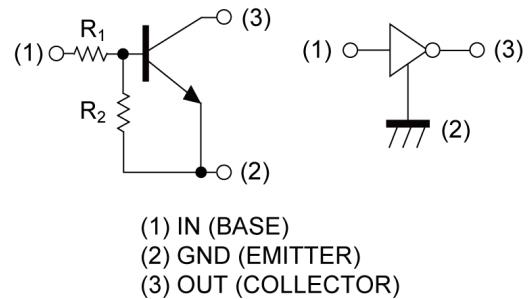 (3)
R1
(1)
R2
(2)
(1)
(3)
(2)
(1) IN (BASE)
(2) GND (EMITTER)
(3) OUT (COLLECTOR)